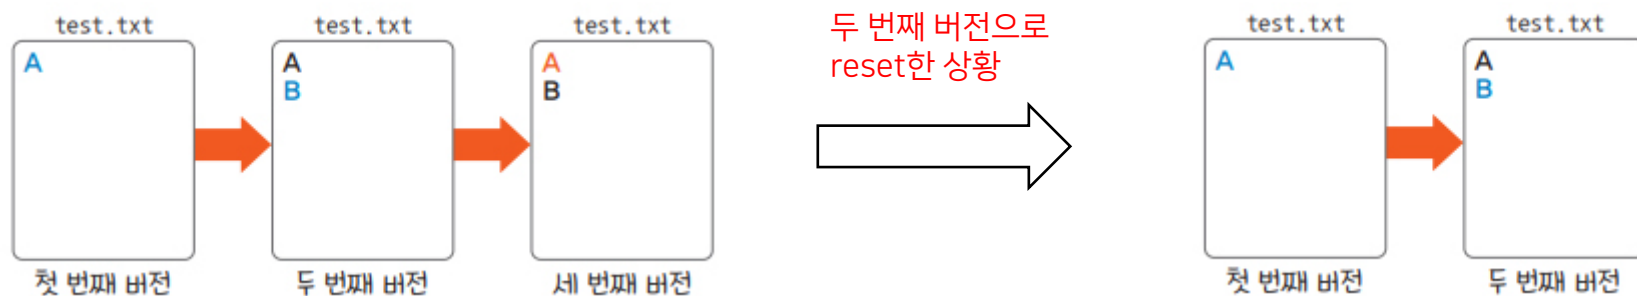 test.txt
A
첫 번째 버전
test.txt
A
B
두 번째 버전
test.txt
A
B
세 번째 버전
두 번째 버전으로
reset한 상황
test.txt
A
첫 번째 버전
test.txt
A
B
두 번째 버전